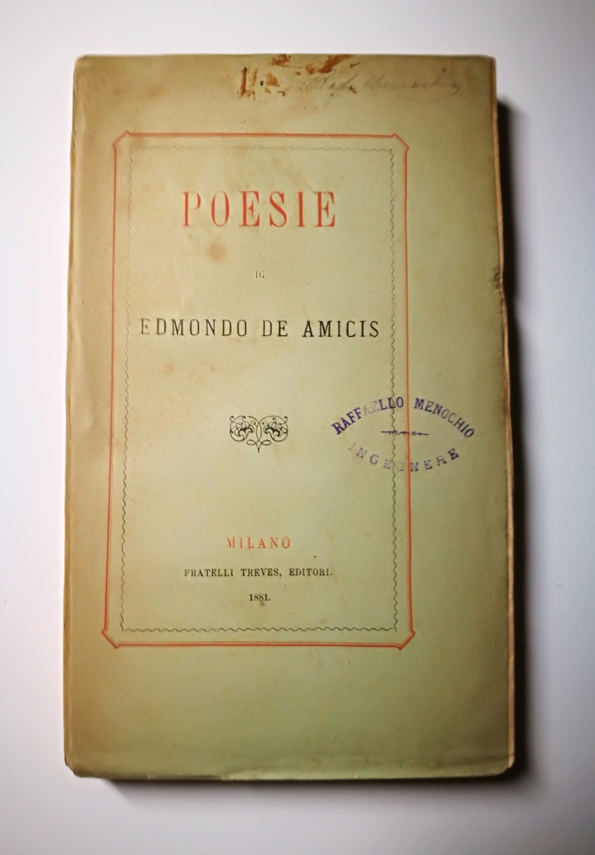 POESIE
DI
EDMONDO DE AMICIS
RAFFAELLO MENOCHIO
INGEGNERE
MILANO
FRATELLI TREVES, EDITORI.
1881.